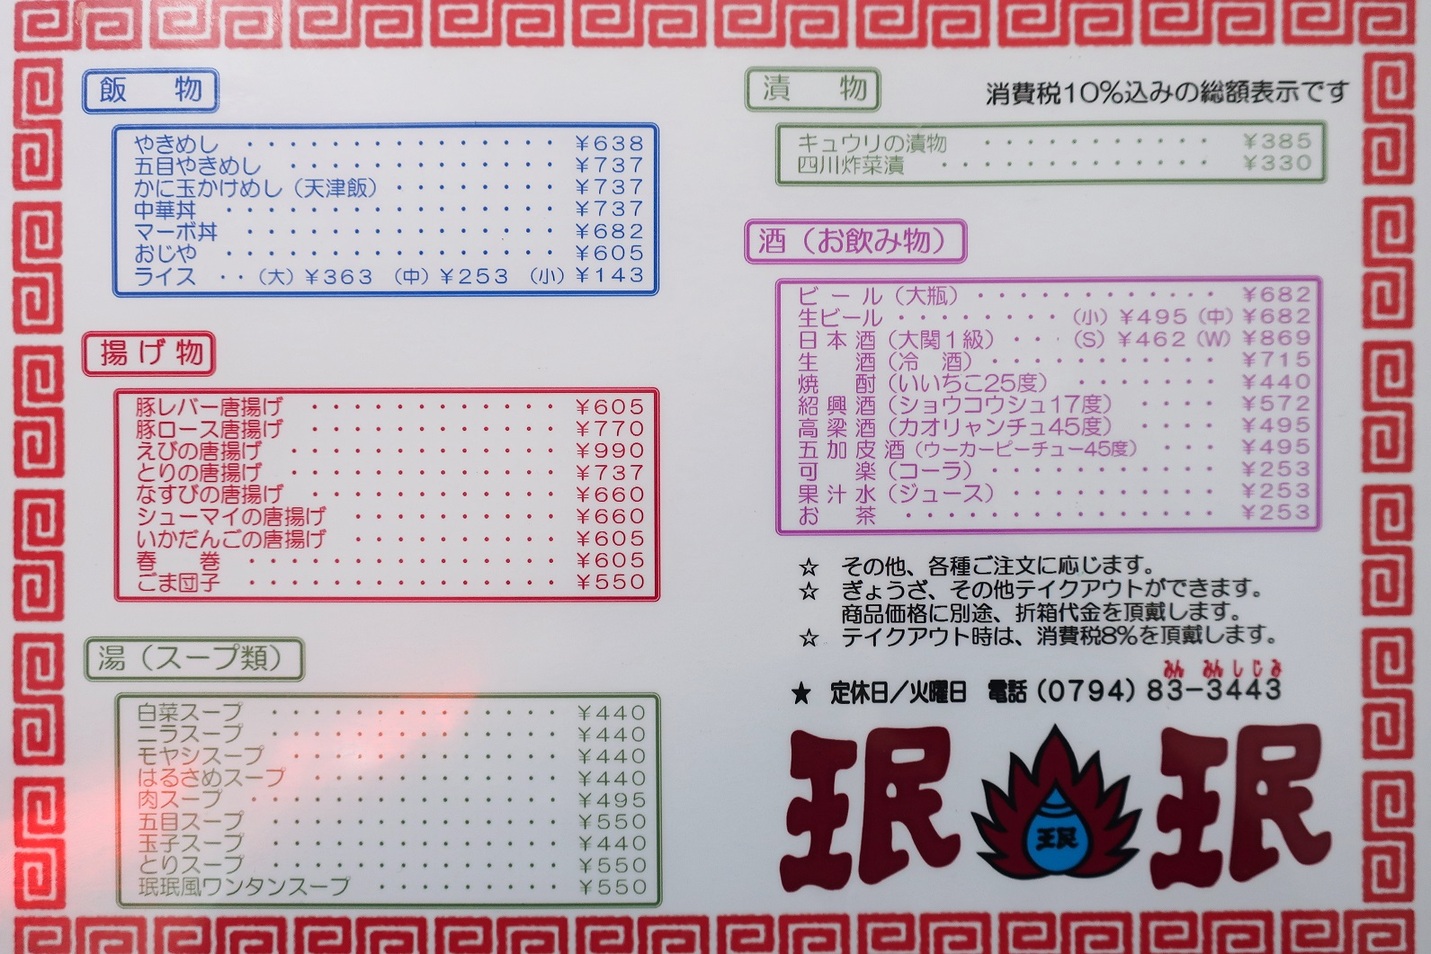 飯 物
やきめし ・・・・・・・・・・・・・・・ ¥638
五目やきめし ・・・・・・・・・・・・・ ¥737
かに玉かけめし（天津飯）・・・・・・・・ ¥737
中華丼 ・・・・・・・・・・・・・・・・ ¥737
マーボ丼 ・・・・・・・・・・・・・・・ ¥682
おじや ・・・・・・・・・・・・・・・・ ¥605
ライス ・・（大）¥363 （中）¥253 （小）¥143
揚げ物
豚レバー唐揚げ ・・・・・・・・・・・・ ¥605
豚ロース唐揚げ ・・・・・・・・・・・・ ¥770
えびの唐揚げ ・・・・・・・・・・・・・ ¥990
とりの唐揚げ ・・・・・・・・・・・・・ ¥737
なすびの唐揚げ ・・・・・・・・・・・・ ¥660
シューマイの唐揚げ ・・・・・・・・・・ ¥660
いかだんごの唐揚げ ・・・・・・・・・・ ¥605
春 巻 ・・・・・・・・・・・・・・・ ¥605
ごま団子 ・・・・・・・・・・・・・・・ ¥550
湯（スープ類）
白菜スープ ・・・・・・・・・・・・・・ ¥440
ニラスープ ・・・・・・・・・・・・・・ ¥440
モヤシスープ ・・・・・・・・・・・・・ ¥440
はるさめスープ ・・・・・・・・・・・・ ¥440
肉スープ ・・・・・・・・・・・・・・・ ¥495
五目スープ ・・・・・・・・・・・・・・ ¥550
玉子スープ ・・・・・・・・・・・・・・ ¥440
とりスープ ・・・・・・・・・・・・・・ ¥550
珉珉風ワンタンスープ ・・・・・・・・・ ¥550
漬 物
消費税10％込みの総額表示です
キュウリの漬物 ・・・・・・・・・・・ ¥385
四川炸菜漬 ・・・・・・・・・・・・・ ¥330
酒（お飲み物）
ビール（大瓶）・・・・・・・・・・・・ ¥682
生ビール ・・・・・・・・（小）¥495（中）¥682
日本酒（大関１級）・・・（S）¥462（W）¥869
生 酒（冷 酒）・・・・・・・・・・・ ¥715
焼 酎（いいちこ25度）・・・・・・・ ¥440
紹興酒（ショウコウシュ17度）・・・・ ¥572
高梁酒（カオリャンチュ45度）・・・・ ¥495
五加皮酒（ウーカーピーチュー45度）・・・ ¥495
可 楽（コーラ）・・・・・・・・・・・ ¥253
果汁水（ジュース）・・・・・・・・・・ ¥253
お 茶 ・・・・・・・・・・・・・・・ ¥253
☆ その他、各種ご注文に応じます。
☆ ぎょうざ、その他テイクアウトができます。
商品価格に別途、折箱代金を頂戴します。
☆ テイクアウト時は、消費税8％を頂戴します。
みん みんしじみ
★ 定休日／火曜日 電話（0794）83−3443
珉 珉 珉